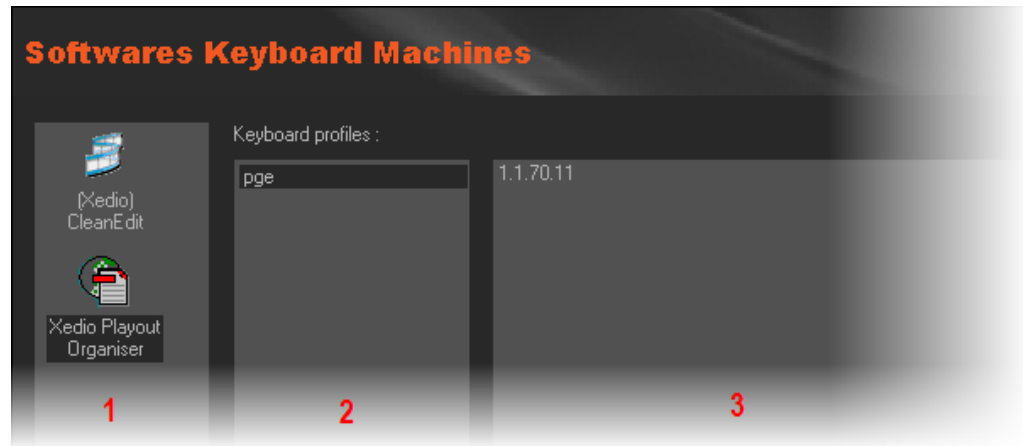 Softwares Keyboard Machines
Keyboard profiles :
(Xedio)
CleanEdit
Xedio Playout
Organiser
pge
1.1.70.11
1
2
3